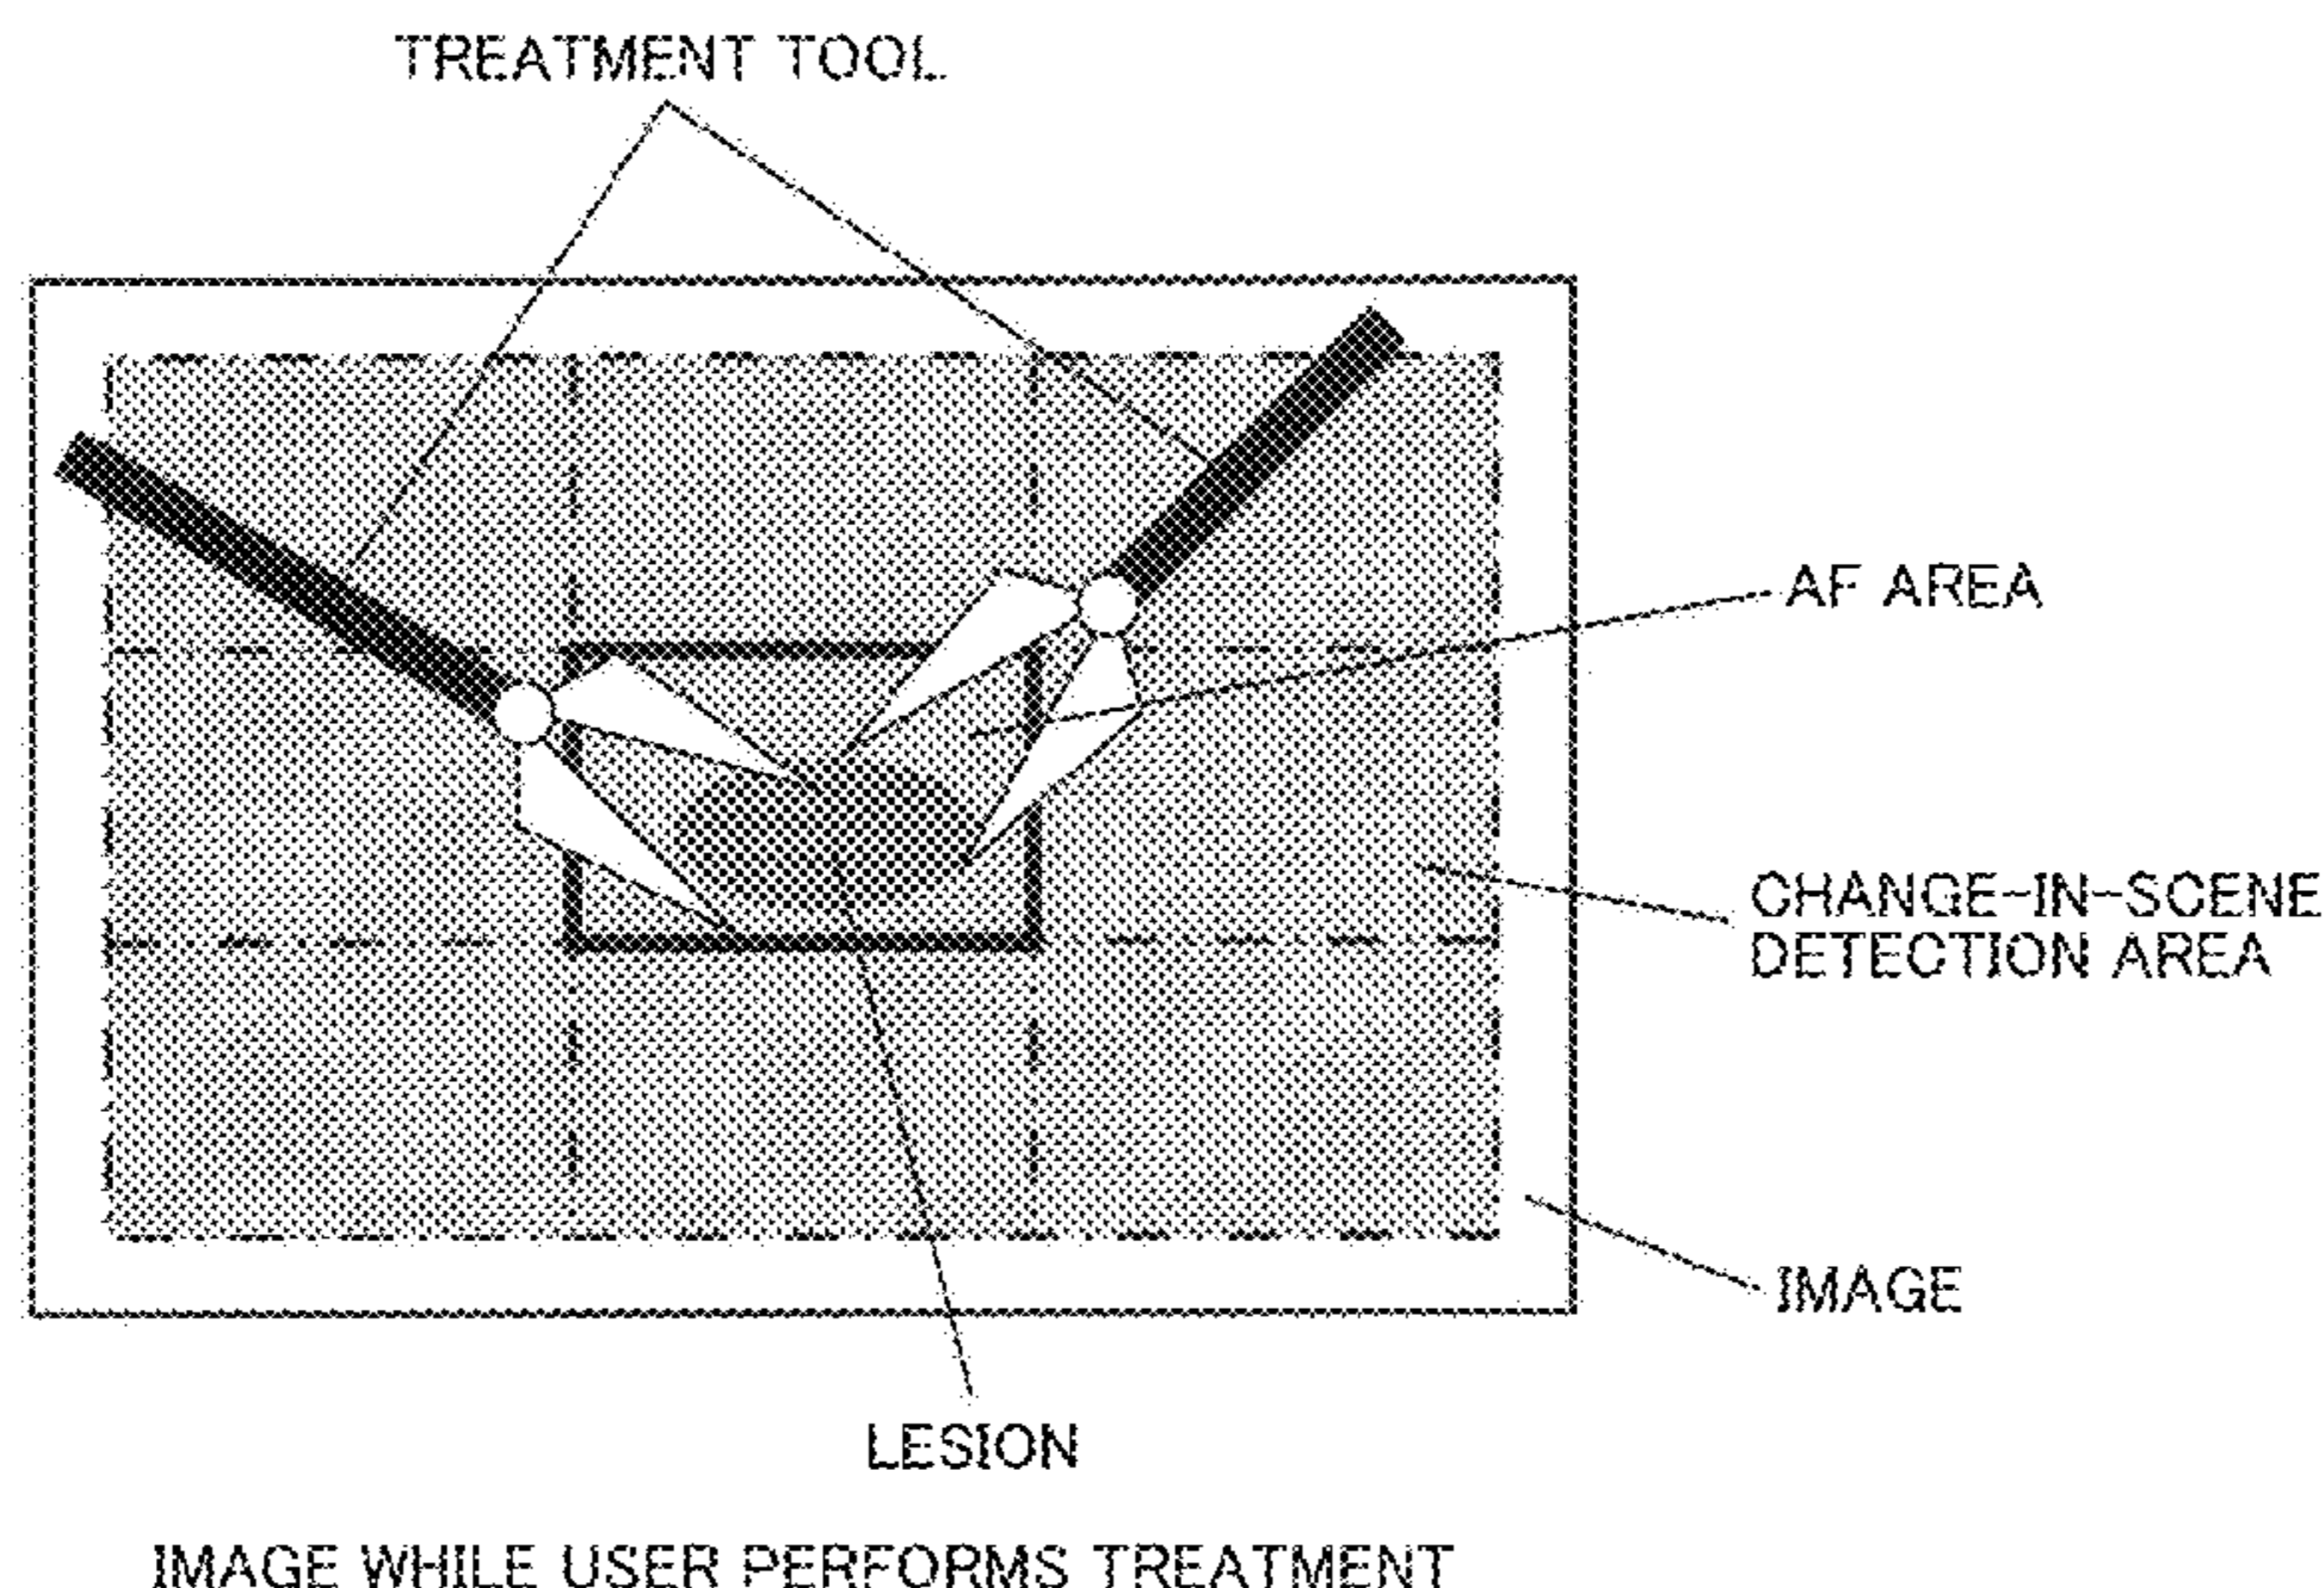 TREATMENT TOOL
AF AREA
CHANGE-IN-SCENE
DETECTION AREA
IMAGE
LESION
IMAGE WHILE USER PERFORMS TREATMENT